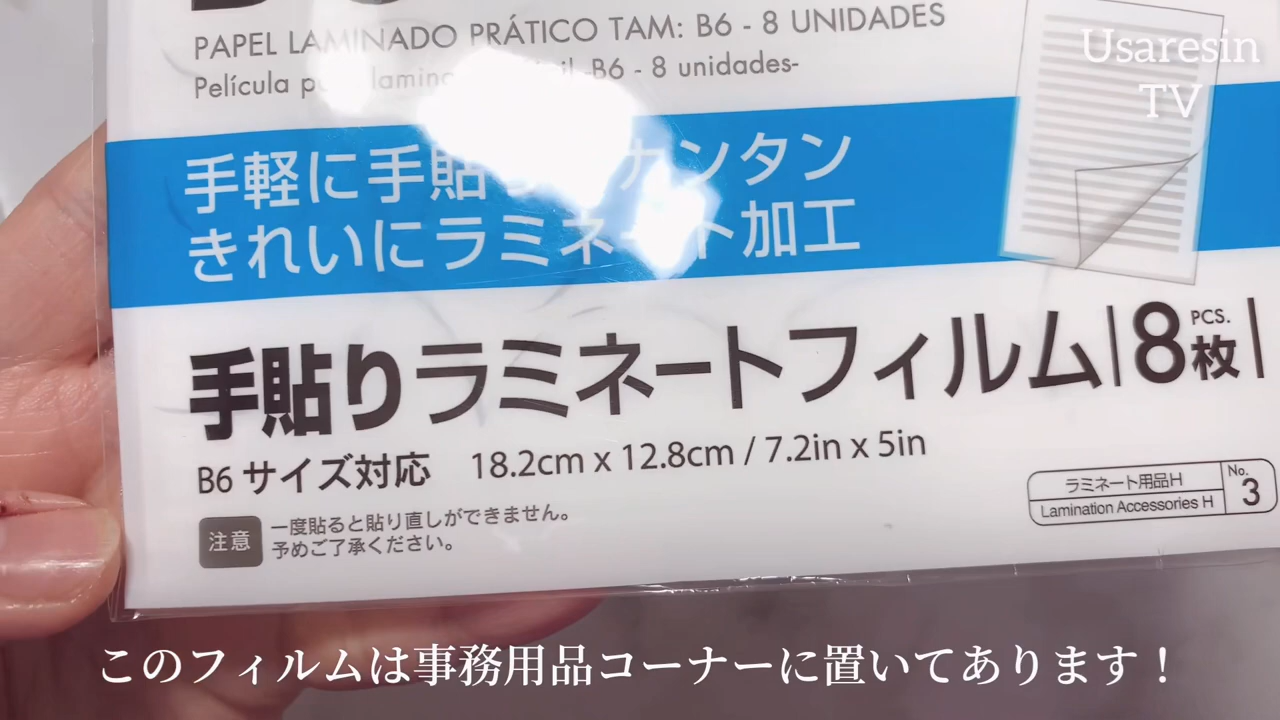 PAPEL LAMINADO PRÁTICO TAM: B6 - 8 UNIDADES
Película B6 - 8 unidades-
Usaresin
TV
手軽に手貼 カンタン
きれいにラミネート加工
手貼りラミネートフィルム 8 PCS. 枚
B6 サイズ対応 18.2cm x 12.8cm / 7.2in x 5in
注意
一度貼ると貼り直しができません。
予めご了承ください。
ラミネート用品H
Lamination Accessories H
No.
3
このフィルムは事務用品コーナーに置いてあります！